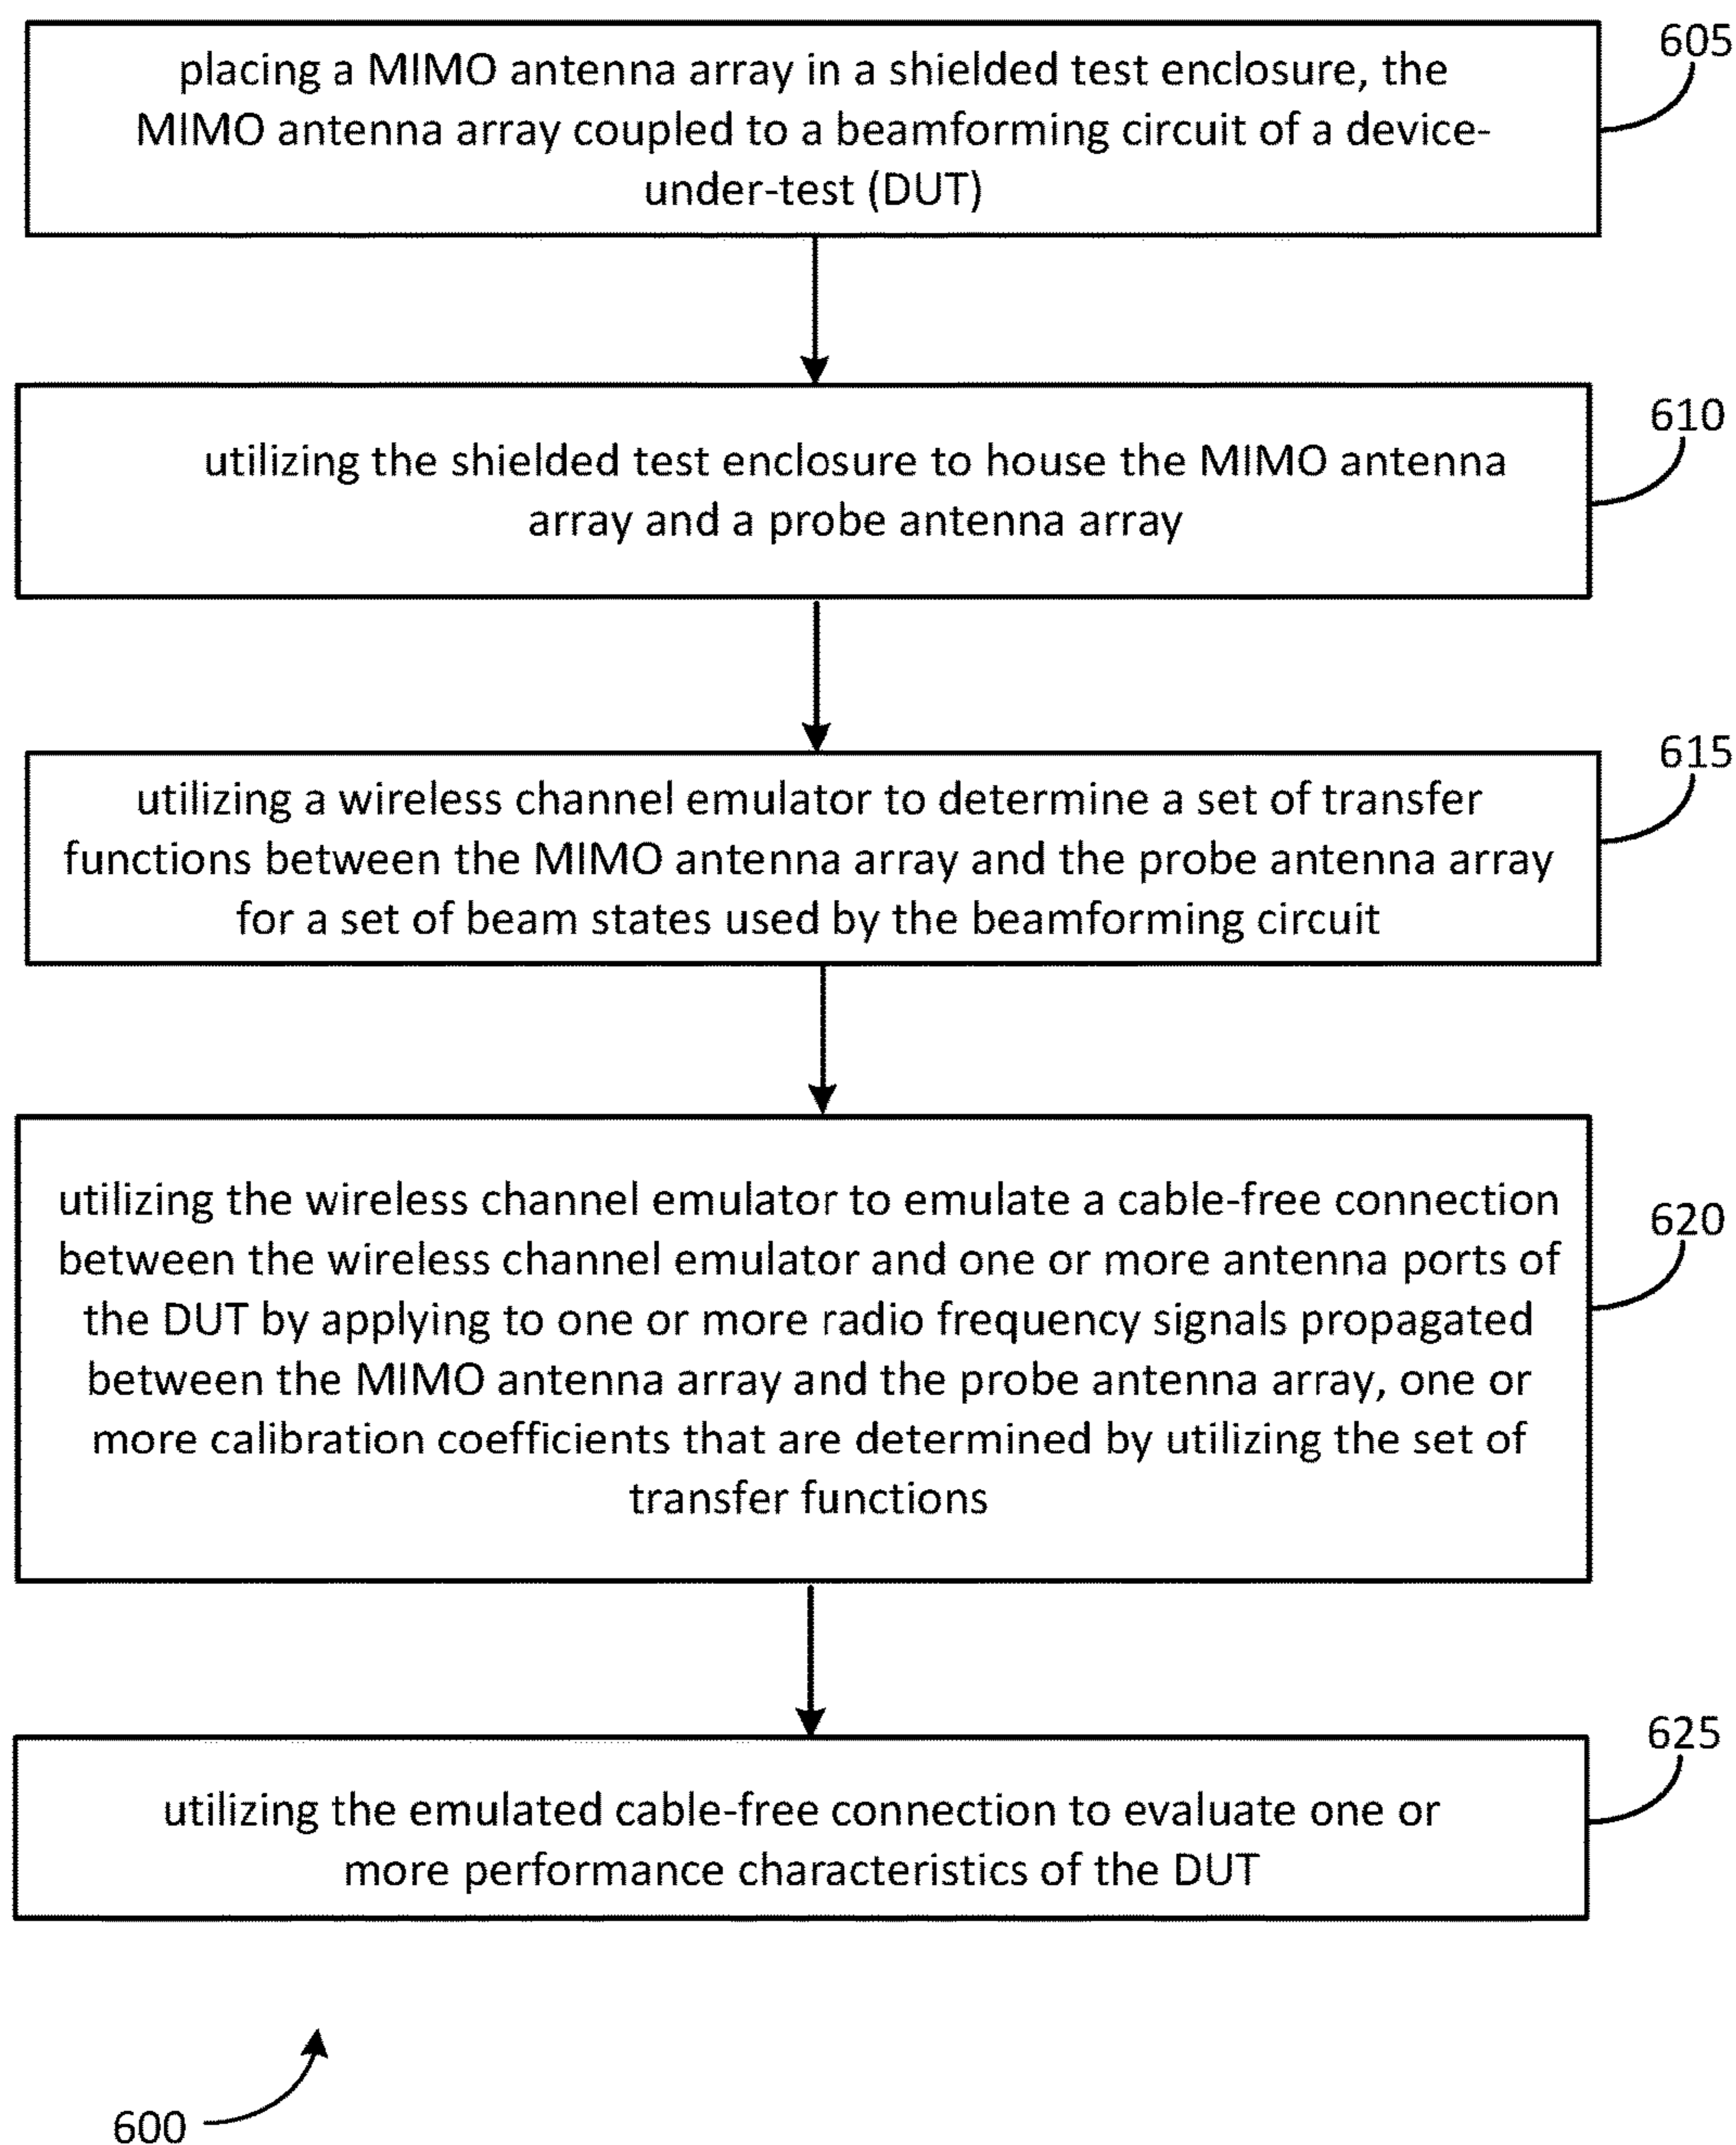 605
placing a MIMO antenna array in a shielded test enclosure, the
MIMO antenna array coupled to a beamforming circuit of a device-
under-test (DUT)
610
utilizing the shielded test enclosure to house the MIMO antenna
array and a probe antenna array
615
utilizing a wireless channel emulator to determine a set of transfer
functions between the MIMO antenna array and the probe antenna array
for a set of beam states used by the beamforming circuit
620
utilizing the wireless channel emulator to emulate a cable-free connection
between the wireless channel emulator and one or more antenna ports of
the DUT by applying to one or more radio frequency signals propagated
between the MIMO antenna array and the probe antenna array, one or
more calibration coefficients that are determined by utilizing the set of
transfer functions
625
utilizing the emulated cable-free connection to evaluate one or
more performance characteristics of the DUT
600